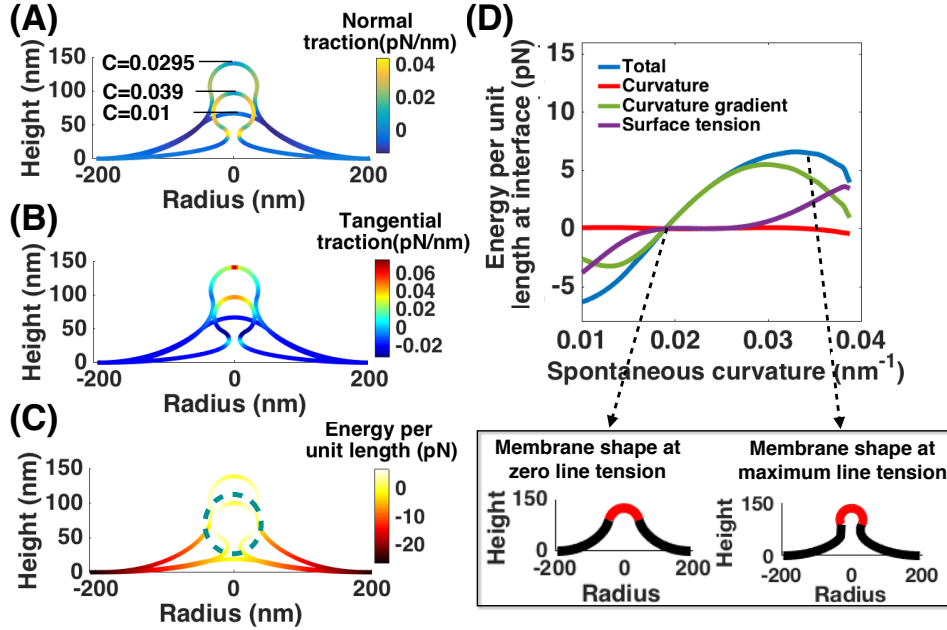 (A)
Normal
traction(pN/nm)
Height (nm)
150
100
50
0
C=0.0295
C=0.039
C=0.01
0.04
0.02
0
-200
0
200
Radius (nm)
(B)
Tangential
traction(pN/nm)
Height (nm)
150
100
50
0
0.06
0.04
0.02
0
-0.02
-200
0
200
Radius (nm)
(C)
Energy per
unit length (pN)
Height (nm)
150
100
50
0
0
-10
-20
-200
0
200
Radius (nm)
(D)
Energy per unit
length at interface (pN)
15
10
5
0
-5
Total
Curvature
Curvature gradient
Surface tension
0.01
0.02
0.03
0.04
Spontaneous curvature (nm-1)
Membrane shape at
zero line tension
Height
150
0
-200
0
200
Radius
Membrane shape at
maximum line tension
Height
150
0
-200
0
200
Radius